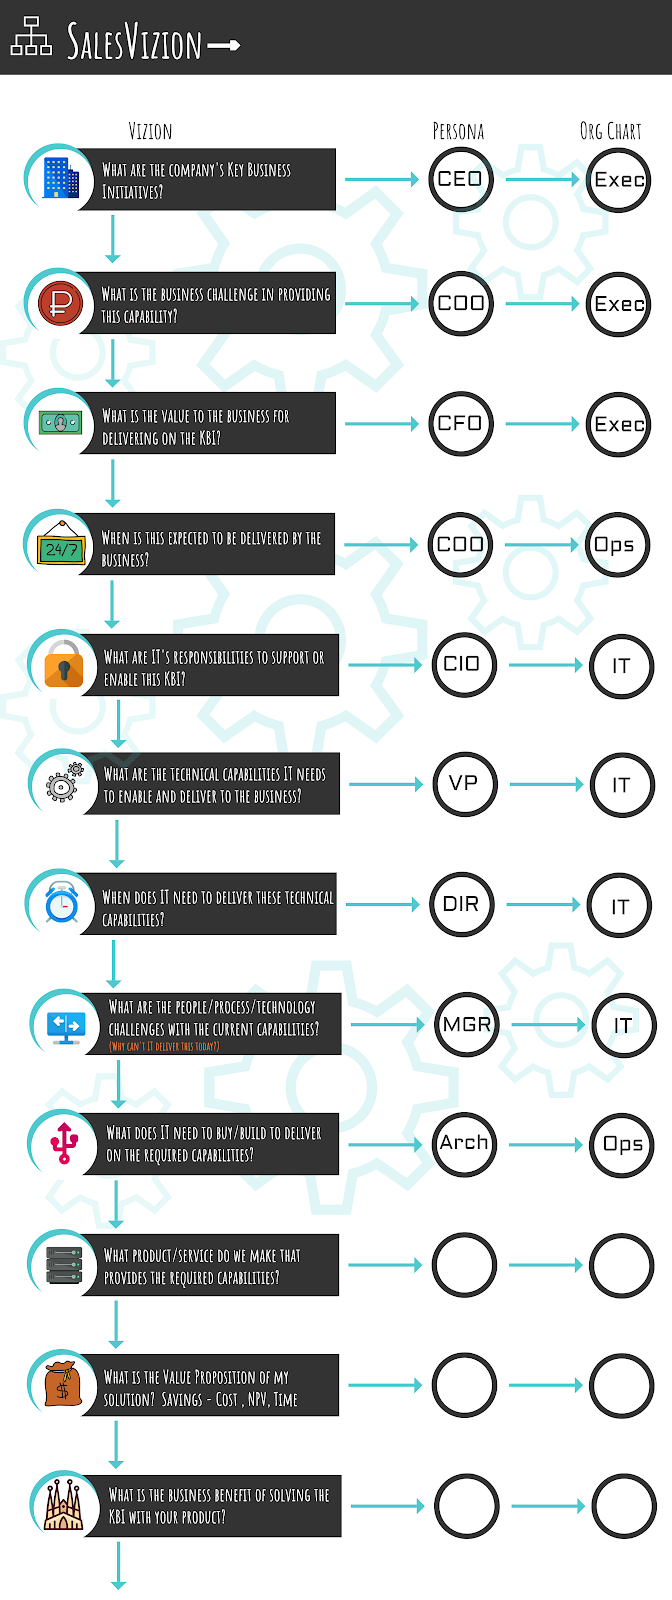 SalesVizion
Vizion Persona Org Chart
What are the company's Key Business
Initiatives?
CEO Exec
What is the business challenge in providing
this capability?
COO Exec
What is the value to the business for
delivering on the KBI?
CFO Exec
When is this expected to be delivered by the
business?
24/7
COO Ops
What are IT's responsibilities to support or
enable this KBI?
CIO IT
What are the technical capabilities IT needs
to enable and deliver to the business?
VP IT
When does IT need to deliver these technical
capabilities?
DIR IT
What are the people/process/technology
challenges with the current capabilities?
(Why can't IT deliver this today?)
MGR IT
What does IT need to buy/build to deliver
on the required capabilities?
Arch Ops
What product/service do we make that
provides the required capabilities?
What is the Value Proposition of my
solution? Savings - Cost , NPV, Time
$
What is the business benefit of solving the
KBI with your product?